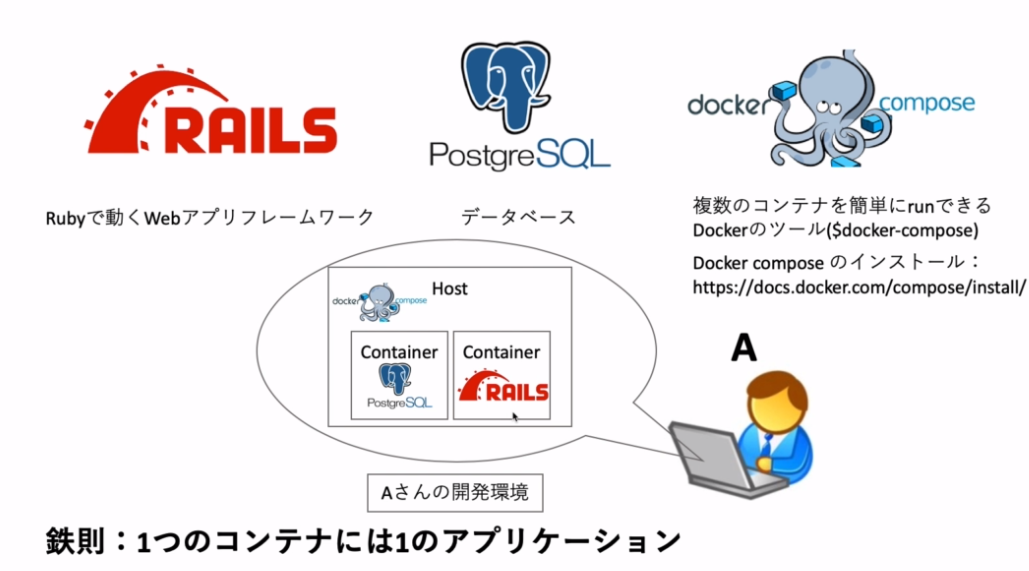 RAILS
PostgreSQL
docker compose
Rubyで動くWebアプリフレームワーク
データベース
複数のコンテナを簡単にrunできる
Dockerのツール($docker-compose)
Docker compose のインストール：
https://docs.docker.com/compose/install/
docker compose
Host
Container
PostgreSQL
Container
RAILS
A
Aさんの開発環境
鉄則：1つのコンテナには1のアプリケーション